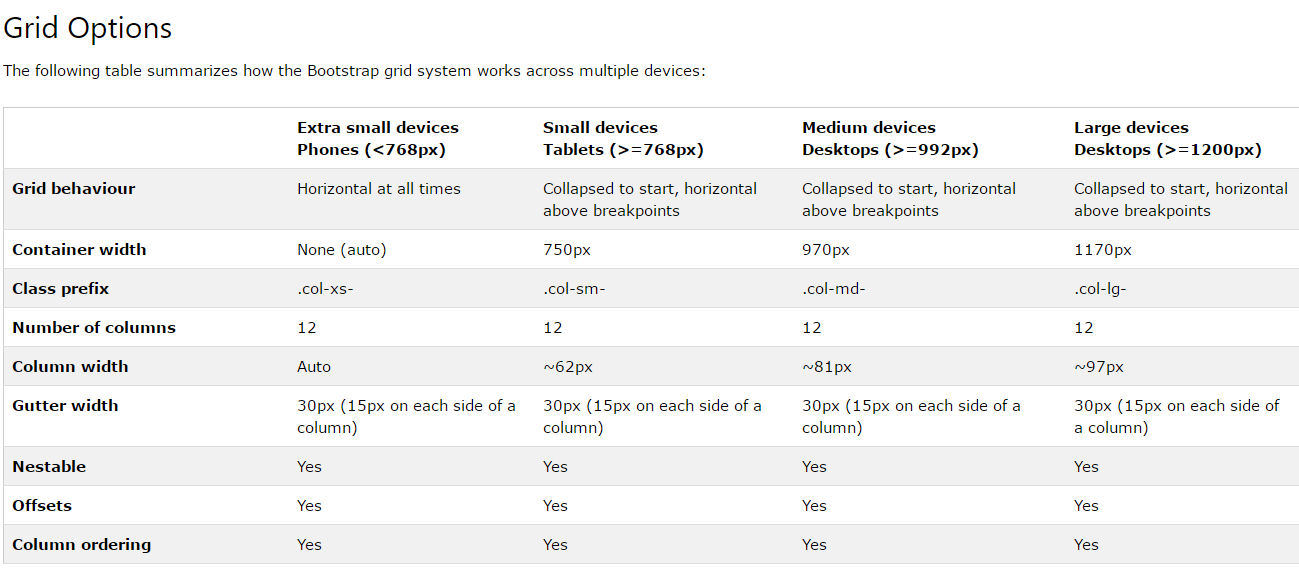 Grid Options
The following table summarizes how the Bootstrap grid system works across multiple devices:
Extra small devices Small devices Medium devices Large devices
Phones (<768px) Tablets (>=768px) Desktops (>=992px) Desktops (>=1200px)
Grid behaviour Horizontal at all times Collapsed to start, horizontal Collapsed to start, horizontal Collapsed to start, horizontal
above breakpoints above breakpoints above breakpoints
Container width None (auto) 750px 970px 1170px
Class prefix .col-xs- .col-sm- .col-md- .col-lg-
Number of columns 12 12 12 12
Column width Auto ~62px ~81px ~97px
Gutter width 30px (15px on each side of a 30px (15px on each side of a 30px (15px on each side of a 30px (15px on each side of
column) column) column) a column)
Nestable Yes Yes Yes Yes
Offsets Yes Yes Yes Yes
Column ordering Yes Yes Yes Yes